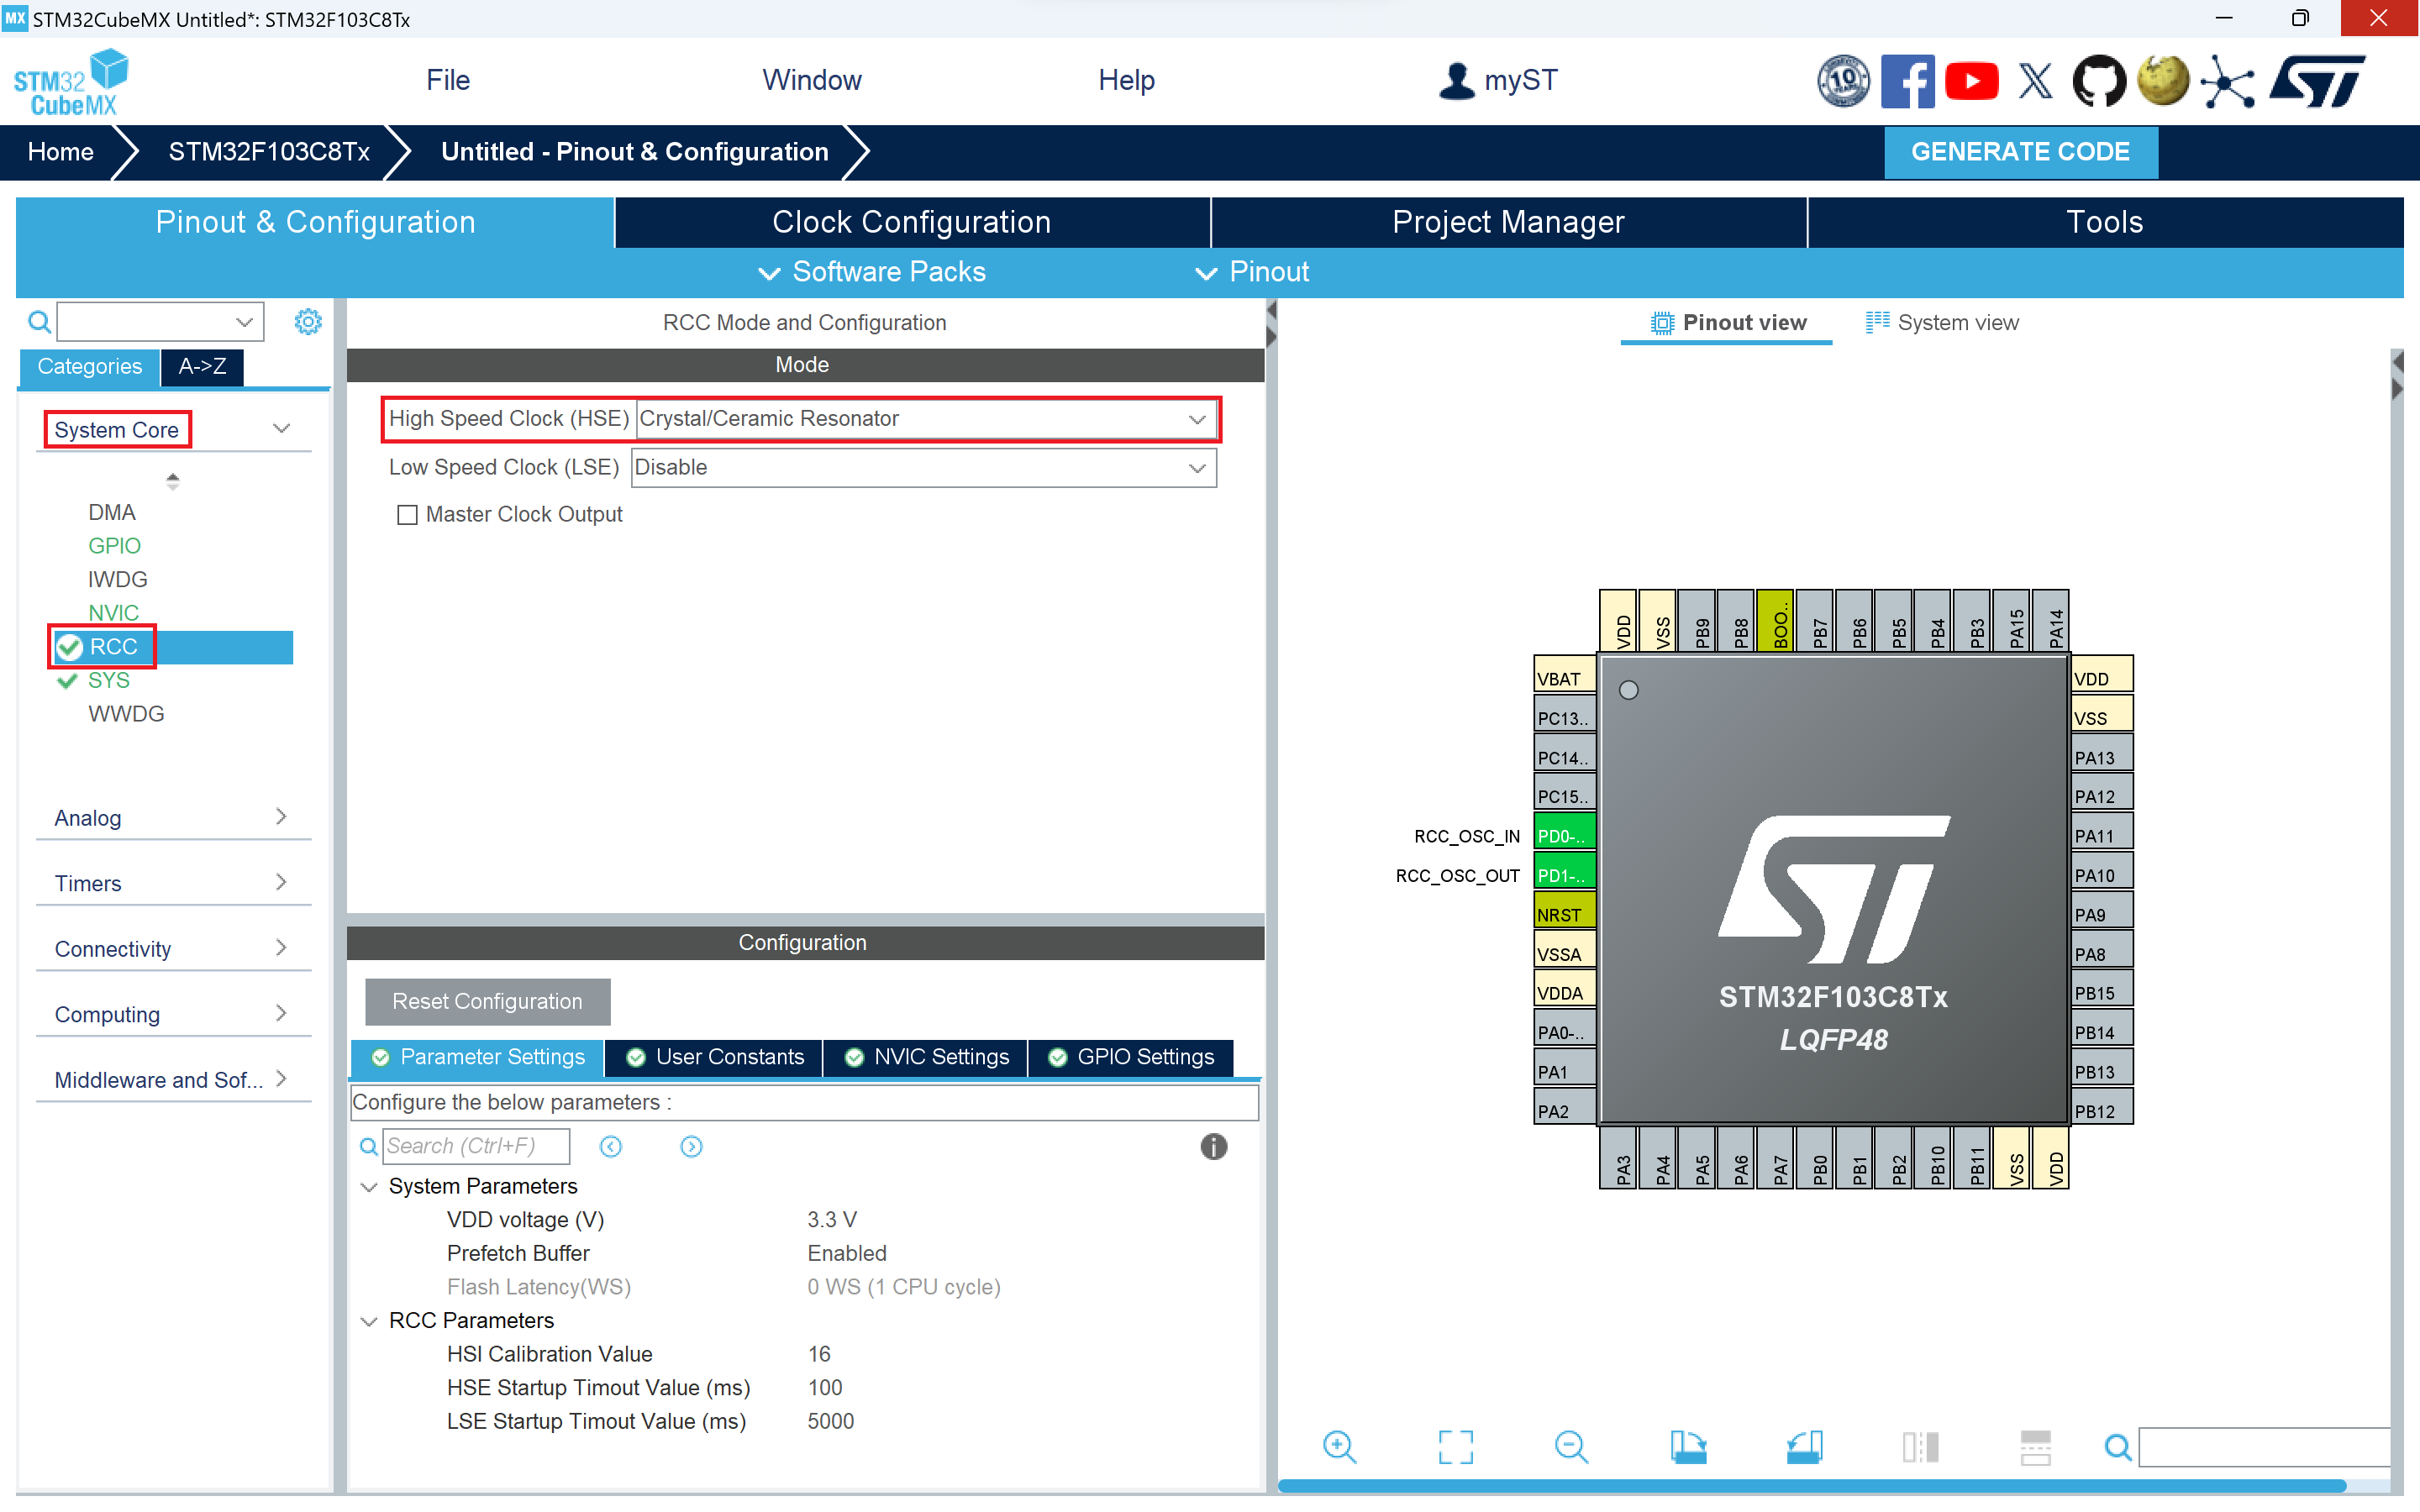 MX STM32CubeMX Untitled*: STM32F103C8Tx
STM32 CubeMX
File Window Help myST
10 YEARS
Home STM32F103C8Tx Untitled - Pinout & Configuration GENERATE CODE
Pinout & Configuration Clock Configuration Project Manager Tools
Software Packs Pinout
RCC Mode and Configuration
Pinout view System view
Categories A->Z
Mode
System Core
High Speed Clock (HSE) Crystal/Ceramic Resonator
Low Speed Clock (LSE) Disable
Master Clock Output
DMA
GPIO
IWDG
NVIC
RCC
SYS
WWDG
Analog
Timers
Connectivity
Computing
Middleware and Sof...
Configuration
Reset Configuration
Parameter Settings User Constants NVIC Settings GPIO Settings
Configure the below parameters :
Search (Ctrl+F)
System Parameters
VDD voltage (V) 3.3 V
Prefetch Buffer Enabled
Flash Latency(WS) 0 WS (1 CPU cycle)
RCC Parameters
HSI Calibration Value 16
HSE Startup Timout Value (ms) 100
LSE Startup Timout Value (ms) 5000
VDD VSS PB9 PB8 BOO.. PB7 PB6 PB5 PB4 PB3 PA15 PA14
VBAT
PC13..
PC14..
PC15..
RCC_OSC_IN PD0-..
RCC_OSC_OUT PD1-..
NRST
VSSA
VDDA
PA0-..
PA1
PA2
ST
STM32F103C8Tx
LQFP48
VDD
VSS
PA13
PA12
PA11
PA10
PA9
PA8
PB15
PB14
PB13
PB12
PA3 PA4 PA5 PA6 PA7 PB0 PB1 PB2 PB10 PB11 VSS VDD